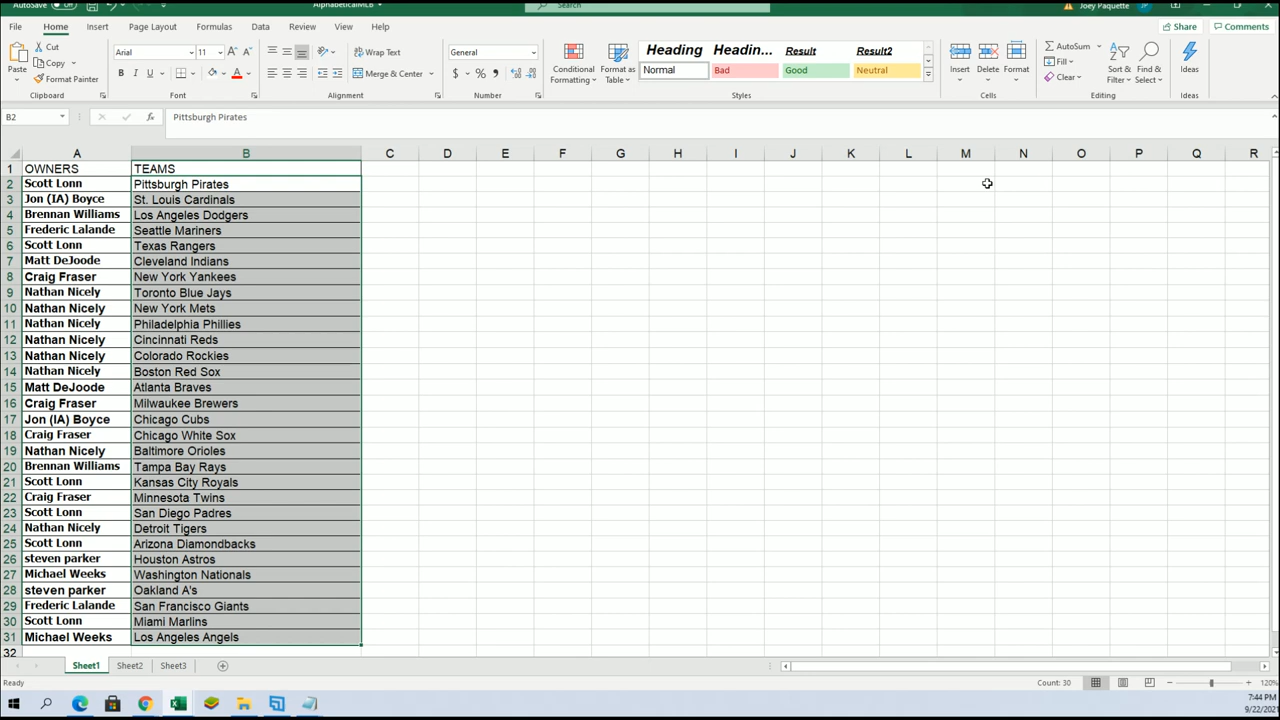 AutoSave
AlphabeticalMLB
Search
Joey Paquette
JP
File Home Insert Page Layout Formulas Data Review View Help
Share Comments
Paste
Cut
Copy
Format Painter
Arial 11
B I U
Wrap Text
Merge & Center
General
$ % ,
Conditional Formatting
Format as Table
Heading Headin... Result Result2
Normal Bad Good Neutral
Insert Delete Format
AutoSum
Fill
Clear
Sort & Filter
Find & Select
Ideas
Clipboard Font Alignment Number Styles Cells Editing Ideas
B2 fx Pittsburgh Pirates
A B C D E F G H I J K L M N O P Q R
1 OWNERS TEAMS
2 Scott Lonn Pittsburgh Pirates
3 Jon (IA) Boyce St. Louis Cardinals
4 Brennan Williams Los Angeles Dodgers
5 Frederic Lalande Seattle Mariners
6 Scott Lonn Texas Rangers
7 Matt DeJoode Cleveland Indians
8 Craig Fraser New York Yankees
9 Nathan Nicely Toronto Blue Jays
10 Nathan Nicely New York Mets
11 Nathan Nicely Philadelphia Phillies
12 Nathan Nicely Cincinnati Reds
13 Nathan Nicely Colorado Rockies
14 Nathan Nicely Boston Red Sox
15 Matt DeJoode Atlanta Braves
16 Craig Fraser Milwaukee Brewers
17 Jon (IA) Boyce Chicago Cubs
18 Craig Fraser Chicago White Sox
19 Nathan Nicely Baltimore Orioles
20 Brennan Williams Tampa Bay Rays
21 Scott Lonn Kansas City Royals
22 Craig Fraser Minnesota Twins
23 Scott Lonn San Diego Padres
24 Nathan Nicely Detroit Tigers
25 Scott Lonn Arizona Diamondbacks
26 steven parker Houston Astros
27 Michael Weeks Washington Nationals
28 steven parker Oakland A's
29 Frederic Lalande San Francisco Giants
30 Scott Lonn Miami Marlins
31 Michael Weeks Los Angeles Angels
32
Sheet1 Sheet2 Sheet3
Ready Count: 30 120%
7:44 PM